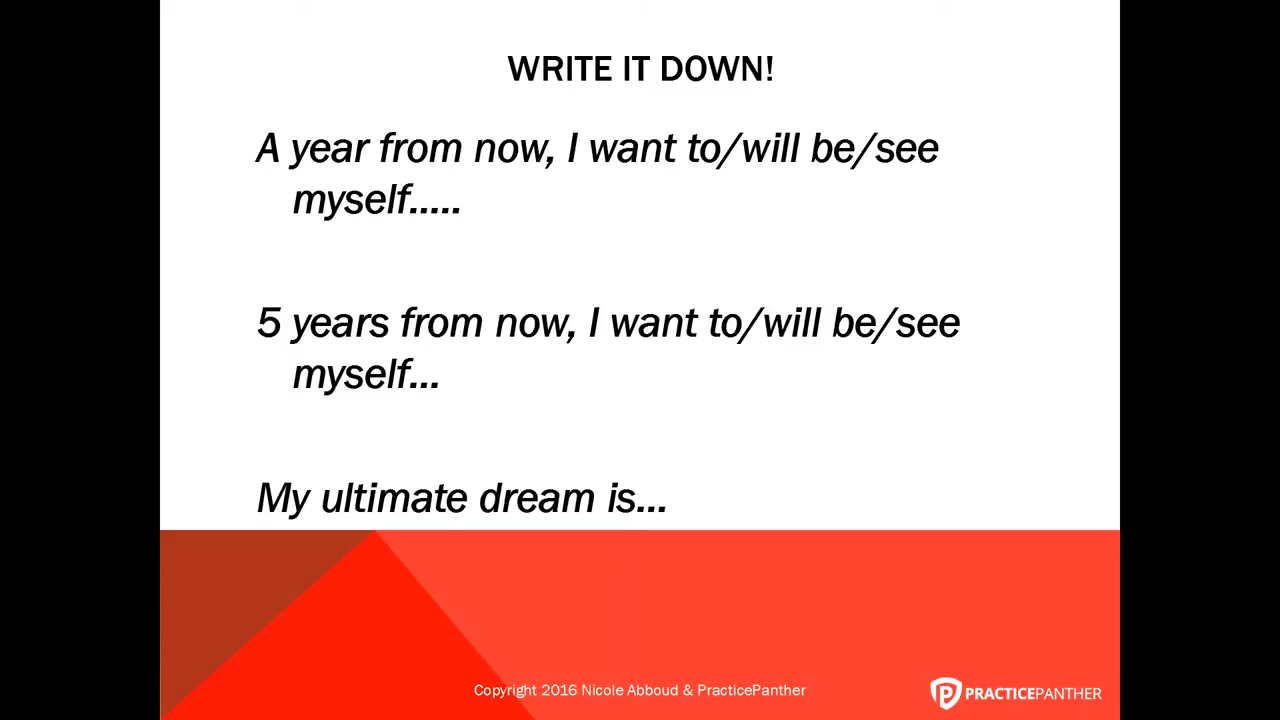 WRITE IT DOWN!
A year from now, I want to/will be/see
myself.....
5 years from now, I want to/will be/see
myself...
My ultimate dream is...
Copyright 2016 Nicole Abboud & PracticePanther
PRACTICEPANTHER